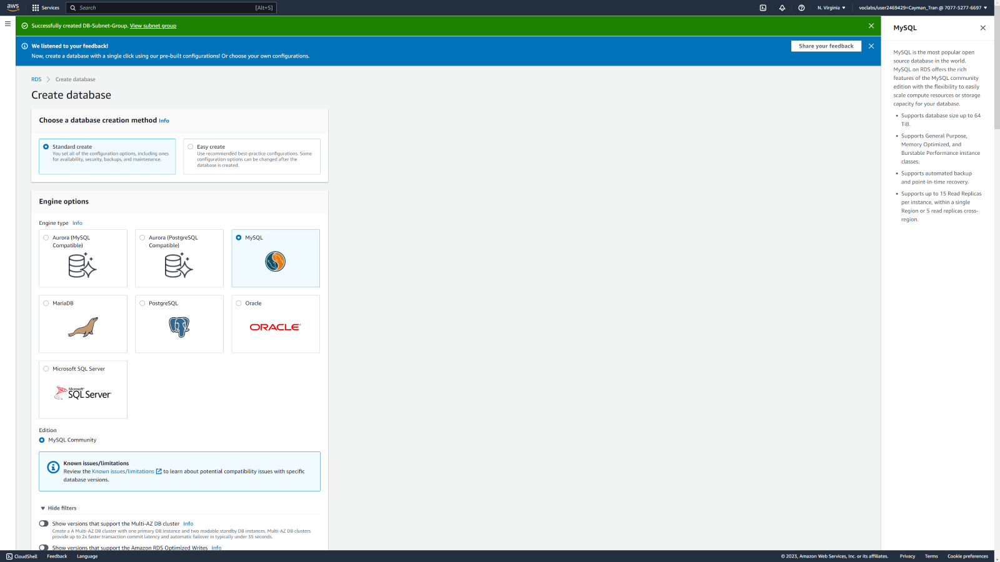 aws
Services
Search
[Alt+S]
N. Virginia ▼
voclabs/user2469429=Cayman_Tran @ 7077-5277-6697 ▼
Successfully created DB-Subnet-Group. View subnet group
We listened to your feedback!
Now, create a database with a single click using our pre-built configurations! Or choose your own configurations.
Share your feedback
RDS > Create database
Create database
Choose a database creation method Info
Standard create
You set all of the configuration options, including ones
for availability, security, backups, and maintenance.
Easy create
Use recommended best-practice configurations. Some
configuration options can be changed after the
database is created.
Engine options
Engine type Info
Aurora (MySQL
Compatible)
Aurora (PostgreSQL
Compatible)
MySQL
MariaDB
PostgreSQL
Oracle
ORACLE
Microsoft SQL Server
Microsoft
SQL Server
Edition
MySQL Community
Known issues/limitations
Review the Known issues/limitations to learn about potential compatibility issues with specific
database versions.
▼ Hide filters
Show versions that support the Multi-AZ DB cluster Info
Create a A Multi-AZ DB cluster with one primary DB instance and two readable standby DB instances. Multi-AZ DB clusters
provide up to 2x faster transaction commit latency and automatic failover in typically under 35 seconds.
Show versions that support the Amazon RDS Optimized Writes Info
MySQL
MySQL is the most popular open
source database in the world.
MySQL on RDS offers the rich
features of the MySQL community
edition with the flexibility to easily
scale compute resources or storage
capacity for your database.
• Supports database size up to 64
TiB.
• Supports General Purpose,
Memory Optimized, and
Burstable Performance instance
classes.
• Supports automated backup
and point-in-time recovery.
• Supports up to 15 Read Replicas
per instance, within a single
Region or 5 read replicas cross-
region.
CloudShell
Feedback
Language
© 2023, Amazon Web Services, Inc. or its affiliates.
Privacy
Terms
Cookie preferences